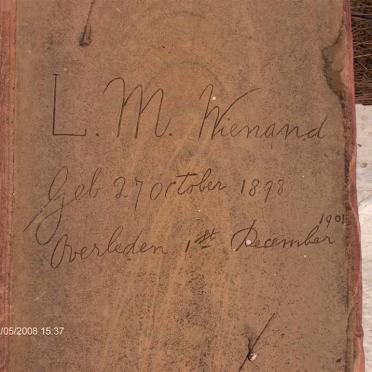 L. M. Wienand
Geb 27 October 1898
Overleden 1st December 1901
/05/2008 15:37